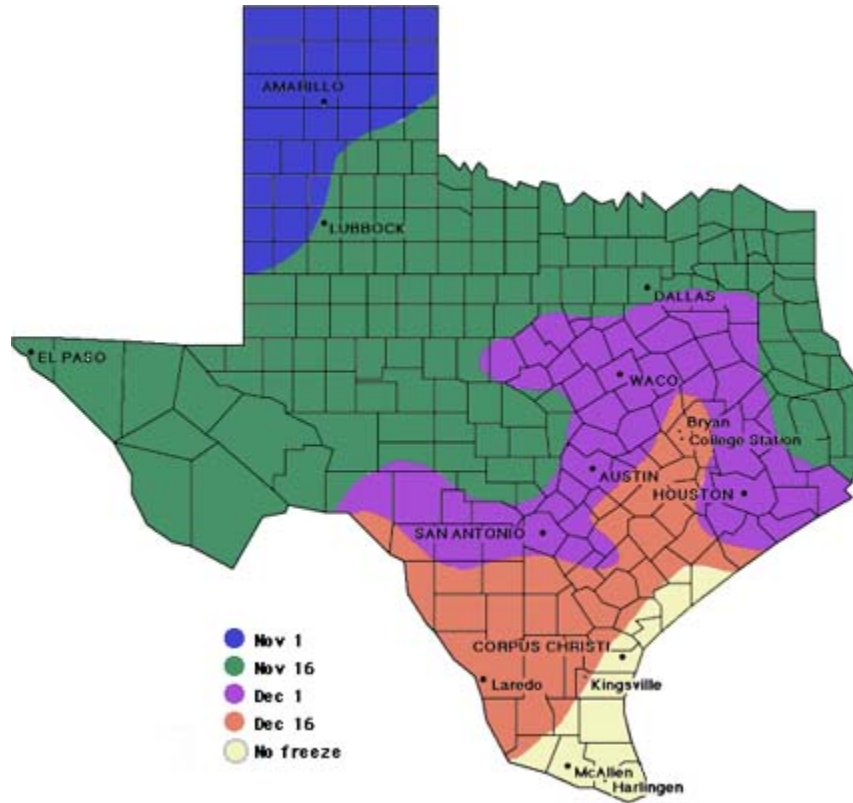 AMARILLO
LUBBOCK
DALLAS
EL PASO
WACO
Bryan
College Station
AUSTIN
HOUSTON
SAN ANTONIO
Nov 1
Nov 16
CORPUS CHRISTI
Dec 1
Laredo
Kingsville
Dec 16
No freeze
McAllen
Harlingen